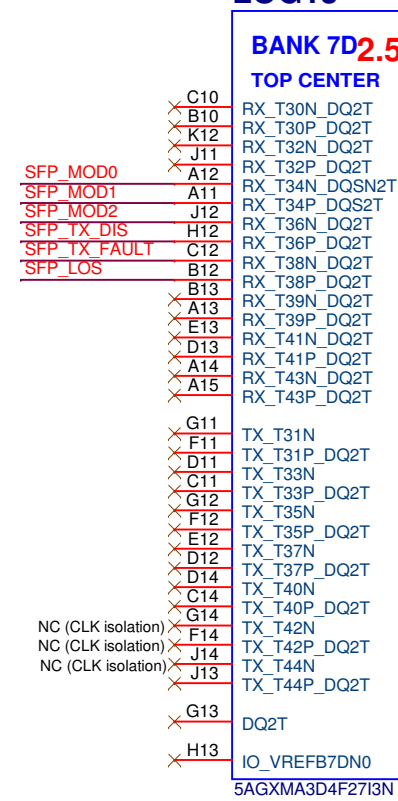 BANK 7D 2.5
TOP CENTER
C10 RX_T30N_DQ2T
B10 RX_T30P_DQ2T
K12 RX_T32N_DQ2T
J11 RX_T32P_DQ2T
SFP_MOD0 A12 RX_T34N_DQSN2T
SFP_MOD1 A11 RX_T34P_DQS2T
SFP_MOD2 J12 RX_T36N_DQ2T
SFP_TX_DIS H12 RX_T36P_DQ2T
SFP_TX_FAULT C12 RX_T38N_DQ2T
SFP_LOS B12 RX_T38P_DQ2T
B13 RX_T39N_DQ2T
A13 RX_T39P_DQ2T
E13 RX_T41N_DQ2T
D13 RX_T41P_DQ2T
A14 RX_T43N_DQ2T
A15 RX_T43P_DQ2T
G11 TX_T31N
F11 TX_T31P_DQ2T
D11 TX_T33N
C11 TX_T33P_DQ2T
G12 TX_T35N
F12 TX_T35P_DQ2T
E12 TX_T37N
D12 TX_T37P_DQ2T
D14 TX_T40N
C14 TX_T40P_DQ2T
NC (CLK isolation) G14 TX_T42N
NC (CLK isolation) F14 TX_T42P_DQ2T
NC (CLK isolation) J14 TX_T44N
J13 TX_T44P_DQ2T
G13 DQ2T
H13 IO_VREFB7DN0
5AGXMA3D4F27I3N